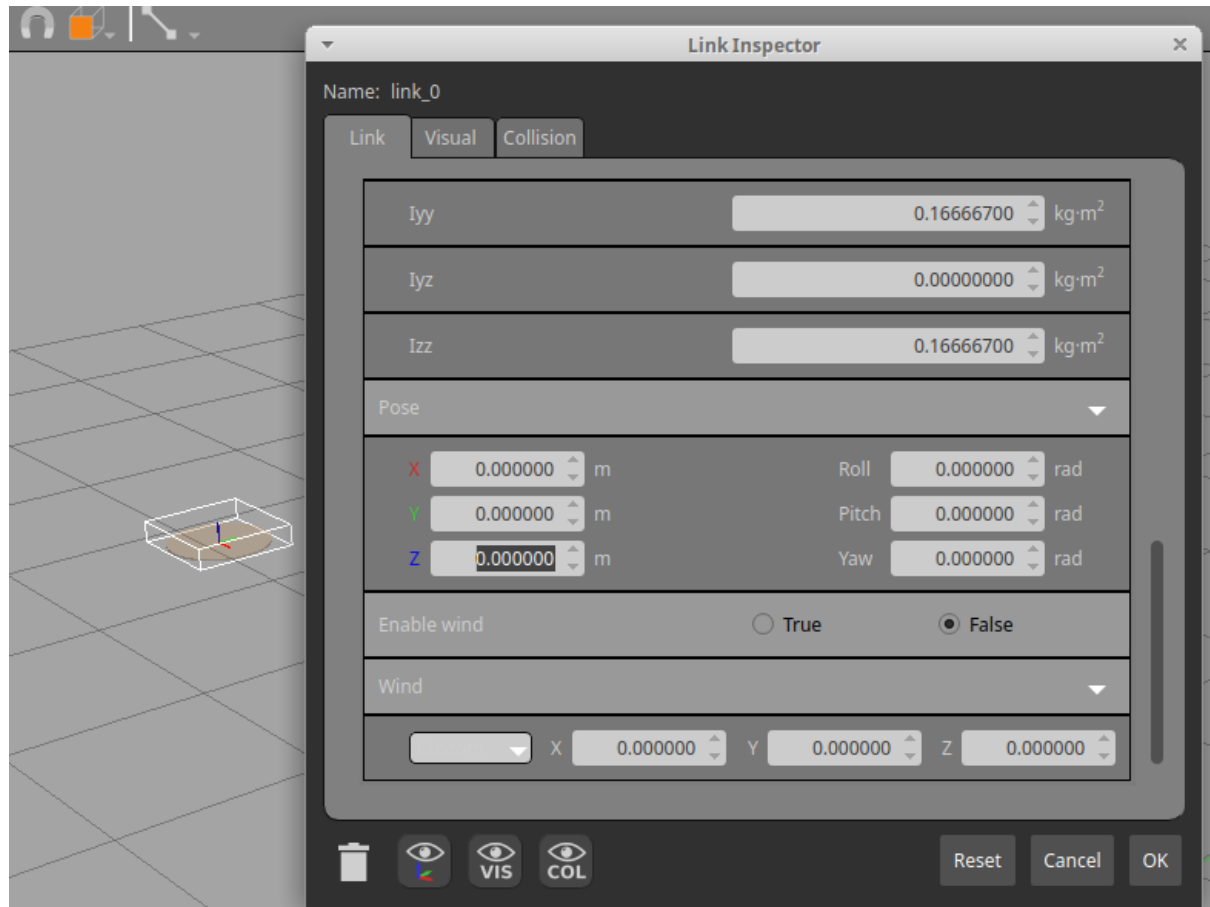 Link Inspector
Name: link_0
Link Visual Collision
Iyy 0.16666700 kg·m²
Iyz 0.00000000 kg·m²
Izz 0.16666700 kg·m²
Pose
X 0.000000 m Roll 0.000000 rad
Y 0.000000 m Pitch 0.000000 rad
Z 0.000000 m Yaw 0.000000 rad
Enable wind True False
Wind
X 0.000000 Y 0.000000 Z 0.000000
VIS COL Reset Cancel OK